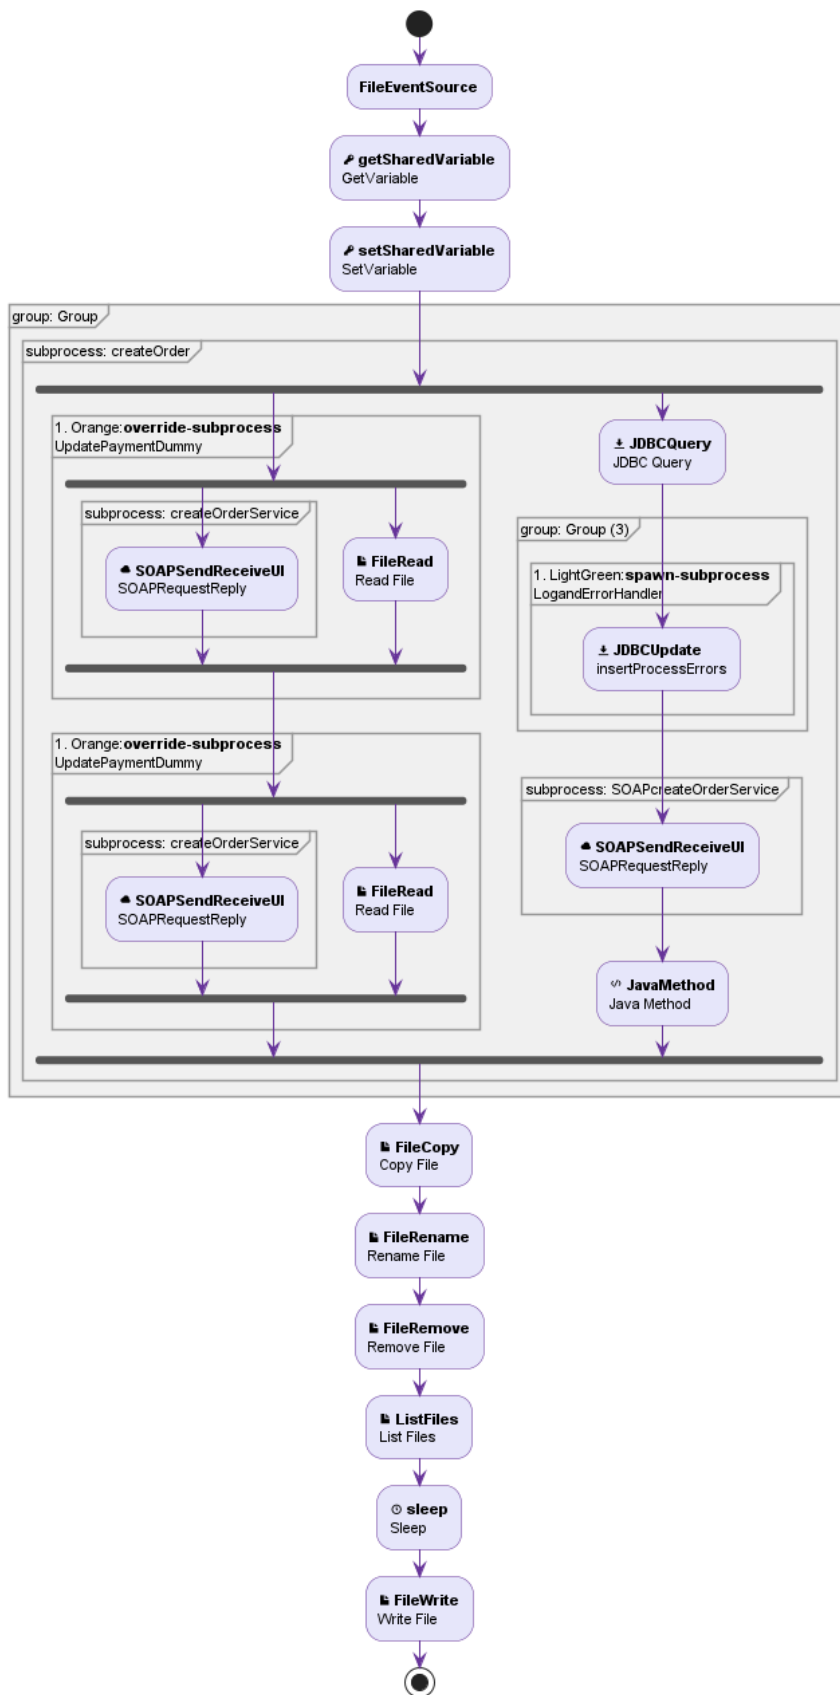 FileEventSource
getSharedVariable
GetVariable
setSharedVariable
SetVariable
group: Group
subprocess: createOrder
1. Orange:override-subprocess
UpdatePaymentDummy
subprocess: createOrderService
SOAPSendReceiveUI
SOAPRequestReply
FileRead
Read File
1. Orange:override-subprocess
UpdatePaymentDummy
subprocess: createOrderService
SOAPSendReceiveUI
SOAPRequestReply
FileRead
Read File
JDBCQuery
JDBC Query
group: Group (3)
1. LightGreen:spawn-subprocess
LogandErrorHandler
JDBCUpdate
insertProcessErrors
subprocess: SOAPcreateOrderService
SOAPSendReceiveUI
SOAPRequestReply
JavaMethod
Java Method
FileCopy
Copy File
FileRename
Rename File
FileRemove
Remove File
ListFiles
List Files
sleep
Sleep
FileWrite
Write File